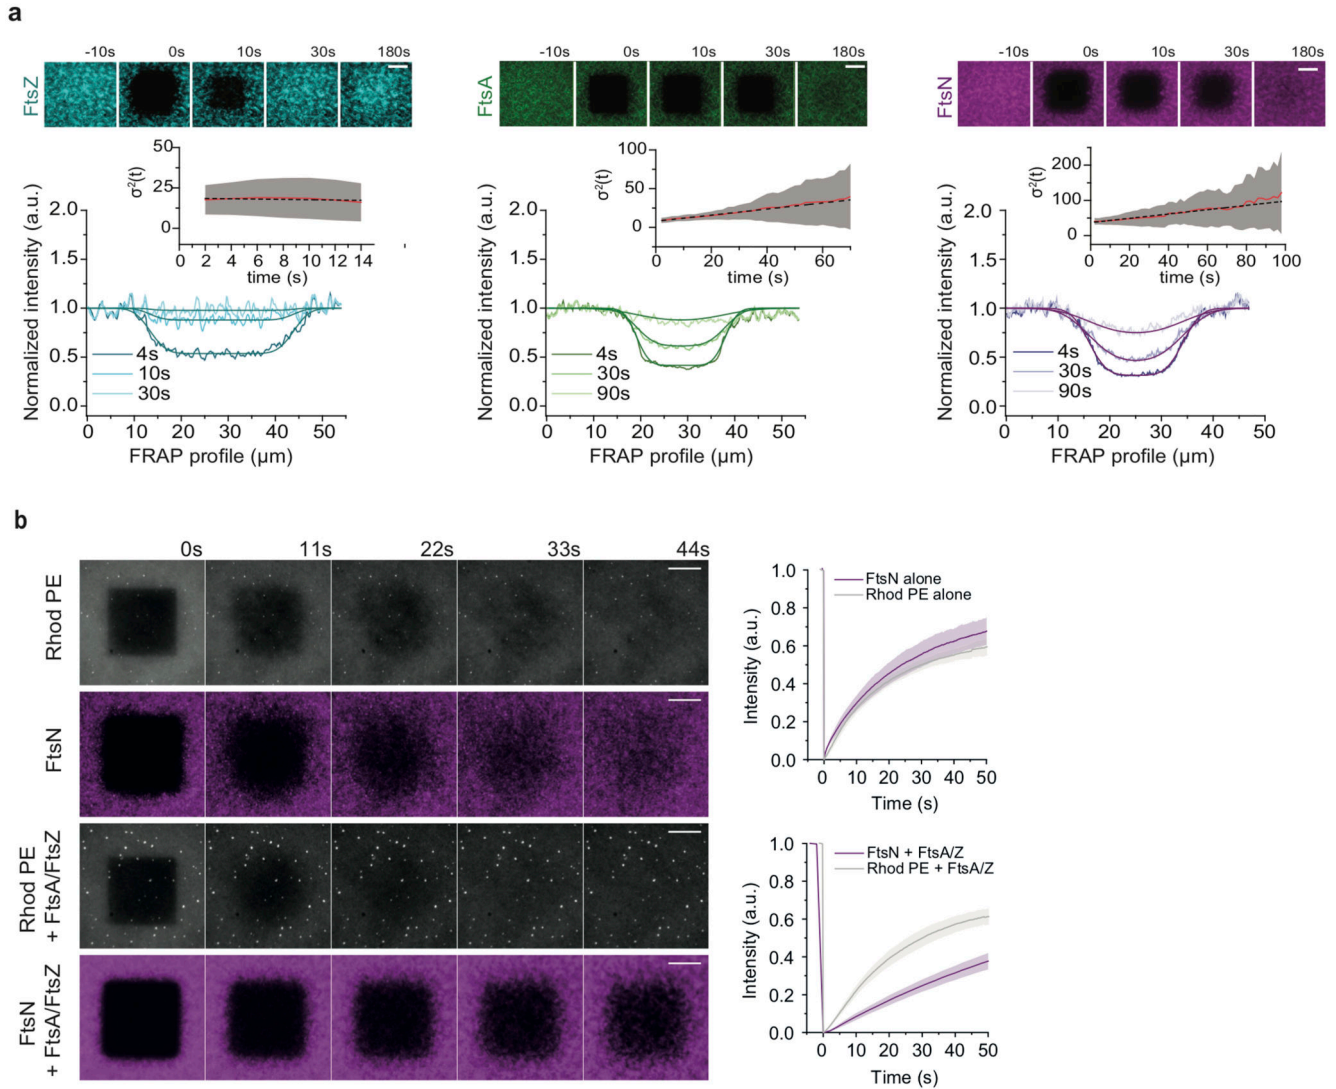 a
-10s 0s 10s 30s 180s
FtsZ
50
25
0
σ²(t)
0 2 4 6 8 10 12 14
time (s)
2.0
1.5
1.0
0.5
0.0
Normalized intensity (a.u.)
4s
10s
30s
0 10 20 30 40 50
FRAP profile (µm)
-10s 0s 10s 30s 180s
FtsA
100
50
0
σ²(t)
0 20 40 60
time (s)
2.0
1.5
1.0
0.5
0.0
Normalized intensity (a.u.)
4s
30s
90s
0 10 20 30 40 50
FRAP profile (µm)
-10s 0s 10s 30s 180s
FtsN
200
100
0
σ²(t)
0 20 40 60 80 100
time (s)
2.0
1.5
1.0
0.5
0.0
Normalized intensity (a.u.)
4s
30s
90s
0 10 20 30 40 50
FRAP profile (µm)
b
0s 11s 22s 33s 44s
Rhod PE
FtsN
Rhod PE
+ FtsA/FtsZ
FtsN
+ FtsA/FtsZ
1.0
0.8
0.6
0.4
0.2
0.0
Intensity (a.u.)
FtsN alone
Rhod PE alone
0 10 20 30 40 50
Time (s)
1.0
0.8
0.6
0.4
0.2
0.0
Intensity (a.u.)
FtsN + FtsA/Z
Rhod PE + FtsA/Z
0 10 20 30 40 50
Time (s)